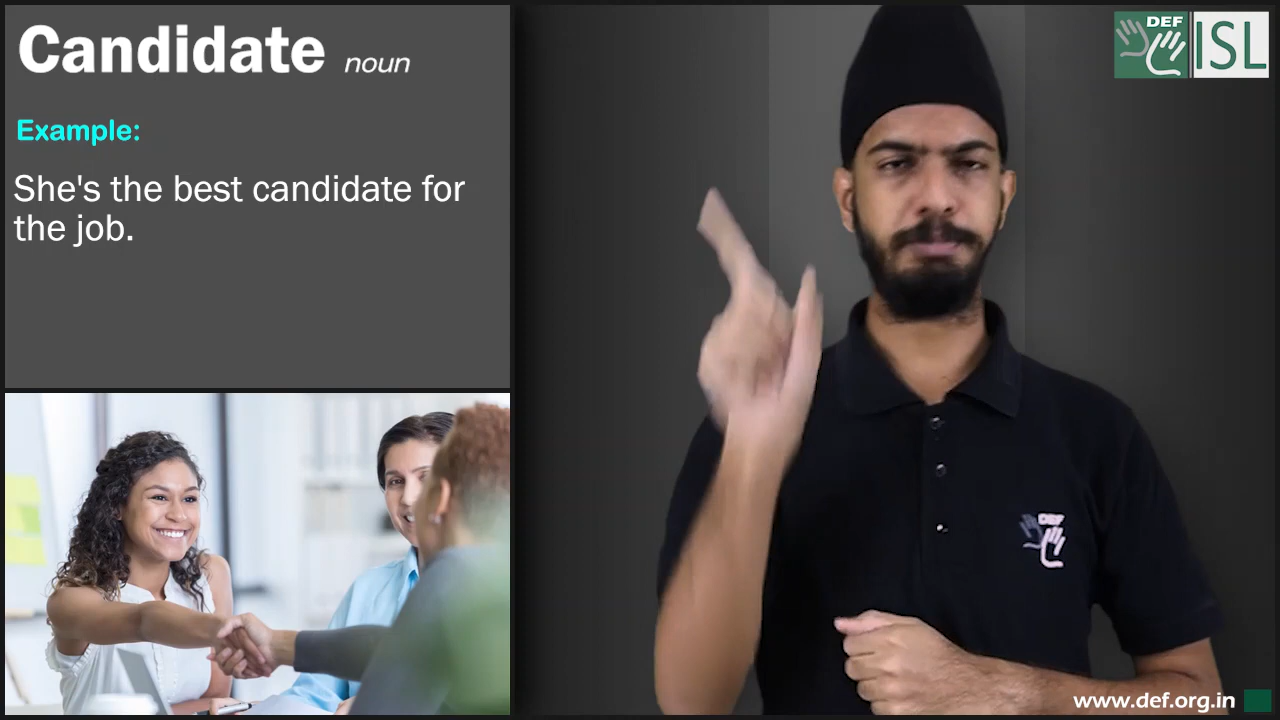 Candidate noun
Example:
She's the best candidate for
the job.
DEF
ISL
DEF
www.def.org.in